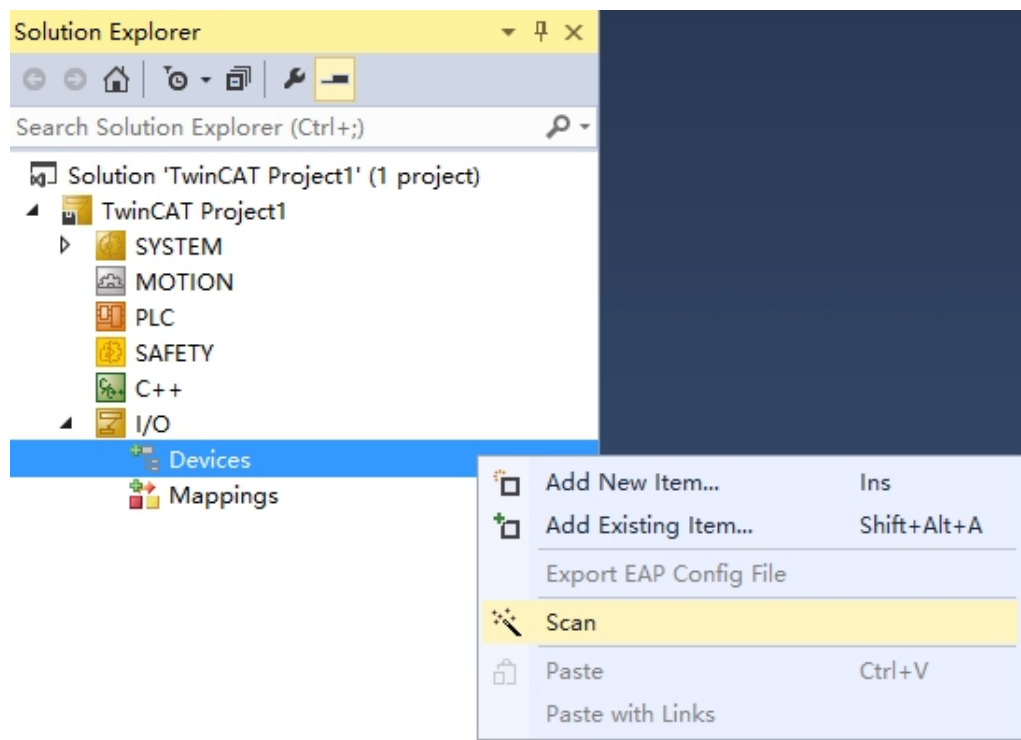 Solution Explorer
Search Solution Explorer (Ctrl+;)
Solution 'TwinCAT Project1' (1 project)
TwinCAT Project1
SYSTEM
MOTION
PLC
SAFETY
C++
I/O
Devices
Mappings
Add New Item... Ins
Add Existing Item... Shift+Alt+A
Export EAP Config File
Scan
Paste Ctrl+V
Paste with Links